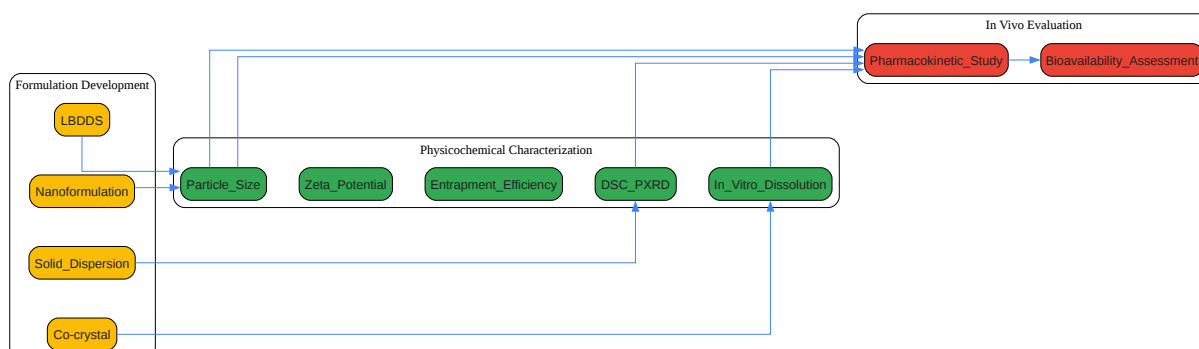 In Vivo Evaluation
Pharmacokinetic_Study
Bioavailability_Assessment
Formulation Development
LBDDS
Nanoformulation
Solid_Dispersion
Co-crystal
Physicochemical Characterization
Particle_Size
Zeta_Potential
Entrapment_Efficiency
DSC_PXRD
In_Vitro_Dissolution